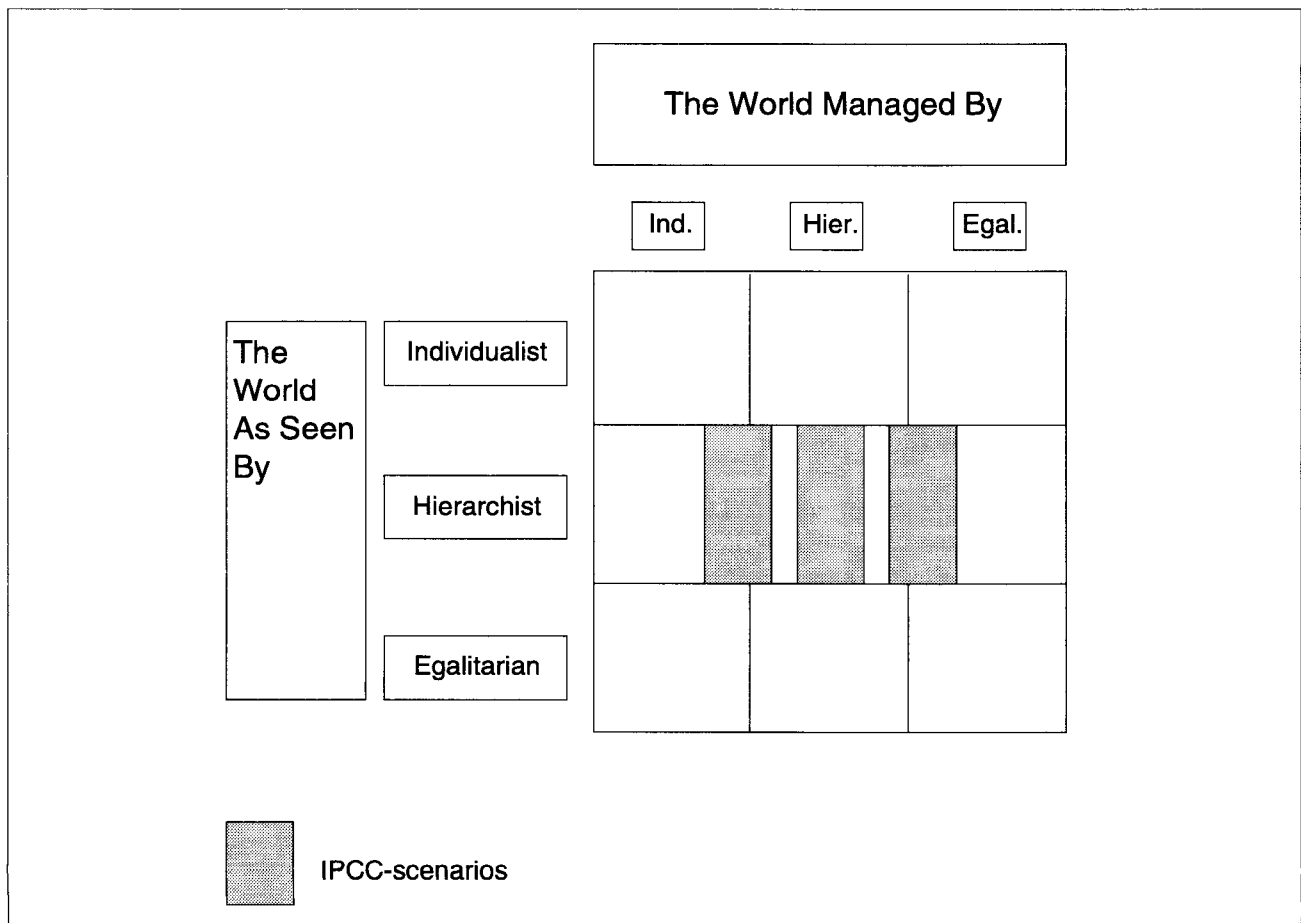 The World Managed By
Ind.
Hier.
Egal.
The
World
As Seen
By
Individualist
Hierarchist
Egalitarian
IPCC-scenarios